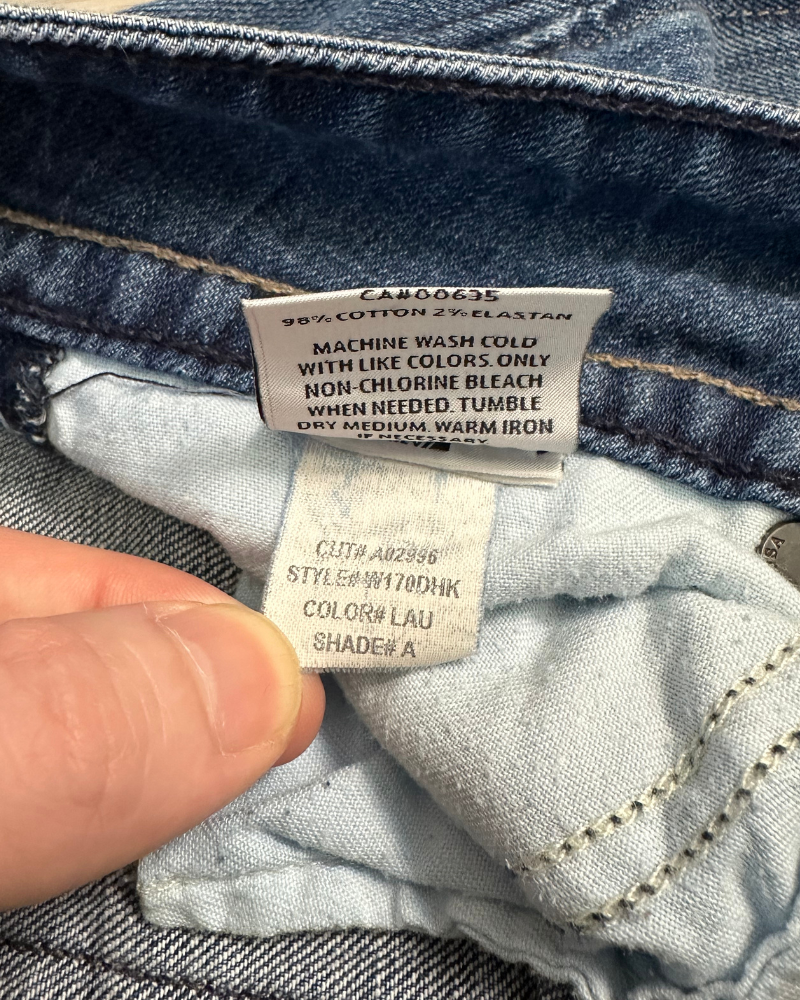 CA#00635
98% COTTON 2% ELASTAN
MACHINE WASH COLD
WITH LIKE COLORS. ONLY
NON-CHLORINE BLEACH
WHEN NEEDED. TUMBLE
DRY MEDIUM. WARM IRON
IF NECESSARY
CUT# A02996
STYLE# W170DHK
COLOR# LAU
SHADE# A